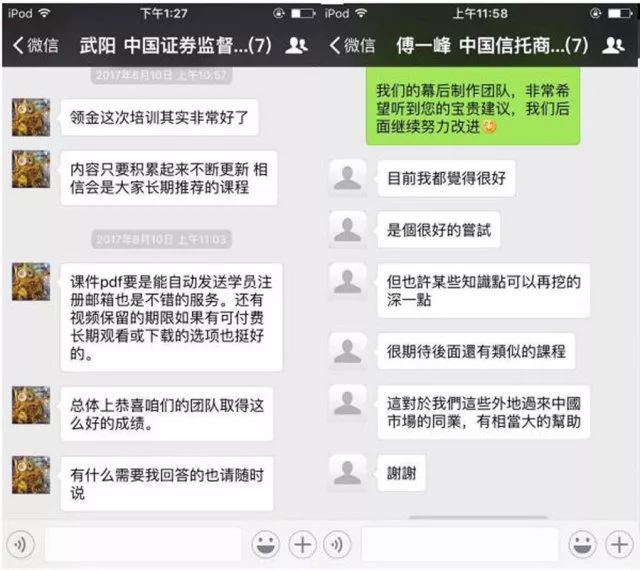 iPod
下午1:27
微信
武阳 中国证券监督...(7)
2017年8月10日 上午10:57
领金这次培训其实非常好了
内容只要积累起来不断更新 相
信会是大家长期推荐的课程
2017年8月10日 上午11:03
课件pdf要是能自动发送学员注
册邮箱也是不错的服务。还有
视频保留的期限如果有可付费
长期观看或下载的选项也挺好
的。
总体上恭喜咱们的团队取得这
么好的成绩。
有什么需要我回答的也请随时
说
iPod
上午11:58
微信
傅一峰 中国信托商...(7)
我们的幕后制作团队，非常希
望听到您的宝贵建议，我们后
面继续努力改进😊
目前我都覺得很好
是個很好的嘗試
但也許某些知識點可以再挖的
深一點
很期待後面還有類似的課程
這對於我們這些外地過來中國
市場的同業，有相當大的幫助
謝謝